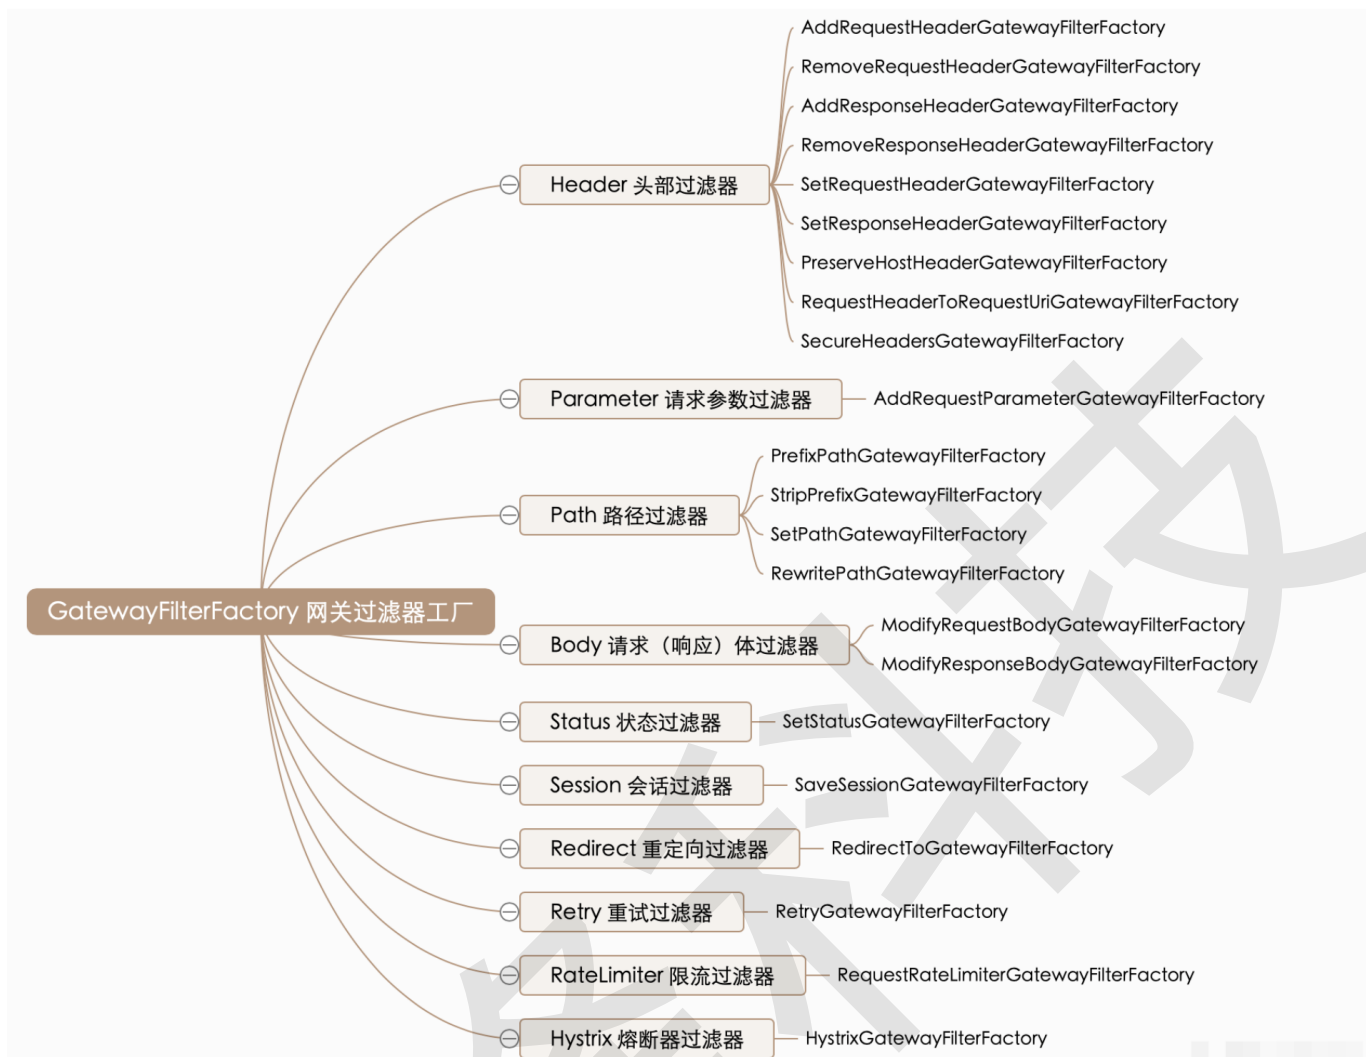 GatewayFilterFactory 网关过滤器工厂
Header 头部过滤器
AddRequestHeaderGatewayFilterFactory
RemoveRequestHeaderGatewayFilterFactory
AddResponseHeaderGatewayFilterFactory
RemoveResponseHeaderGatewayFilterFactory
SetRequestHeaderGatewayFilterFactory
SetResponseHeaderGatewayFilterFactory
PreserveHostHeaderGatewayFilterFactory
RequestHeaderToRequestUriGatewayFilterFactory
SecureHeadersGatewayFilterFactory
Parameter 请求参数过滤器
AddRequestParameterGatewayFilterFactory
Path 路径过滤器
PrefixPathGatewayFilterFactory
StripPrefixGatewayFilterFactory
SetPathGatewayFilterFactory
RewritePathGatewayFilterFactory
Body 请求（响应）体过滤器
ModifyRequestBodyGatewayFilterFactory
ModifyResponseBodyGatewayFilterFactory
Status 状态过滤器
SetStatusGatewayFilterFactory
Session 会话过滤器
SaveSessionGatewayFilterFactory
Redirect 重定向过滤器
RedirectToGatewayFilterFactory
Retry 重试过滤器
RetryGatewayFilterFactory
RateLimiter 限流过滤器
RequestRateLimiterGatewayFilterFactory
Hystrix 熔断器过滤器
HystrixGatewayFilterFactory
科技